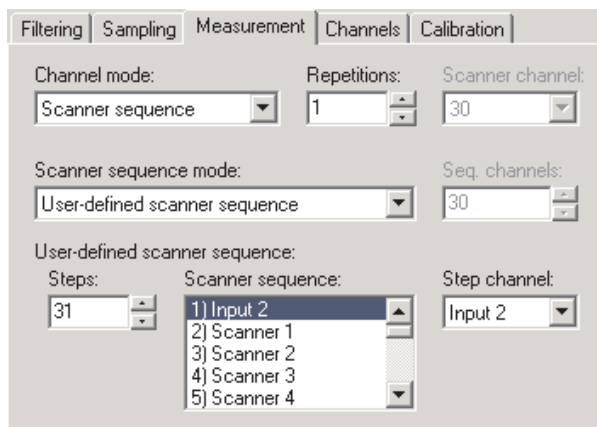 Filtering Sampling Measurement Channels Calibration
Channel mode: Repetitions: Scanner channel:
Scanner sequence 1 30
Scanner sequence mode: Seq. channels:
User-defined scanner sequence 30
User-defined scanner sequence:
Steps: Scanner sequence: Step channel:
31 1) Input 2 Input 2
2) Scanner 1
3) Scanner 2
4) Scanner 3
5) Scanner 4